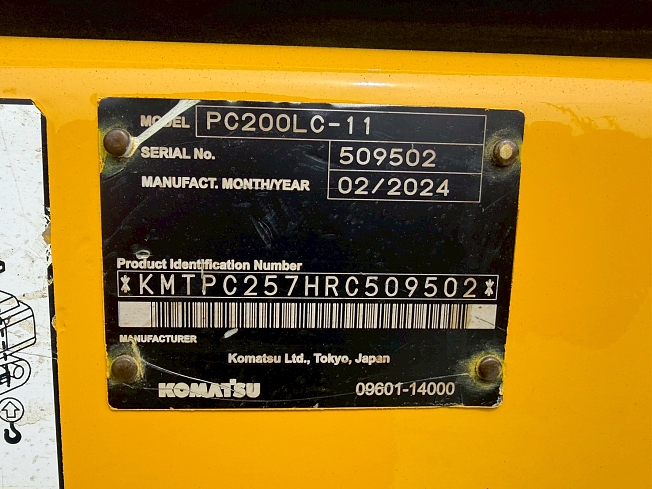 MODEL PC200LC-11
SERIAL No. 509502
MANUFACT. MONTH/YEAR 02/2024
Product Identification Number
*KMTPC257HRC509502*
MANUFACTURER
Komatsu Ltd., Tokyo, Japan
KOMATSU 09601-14000